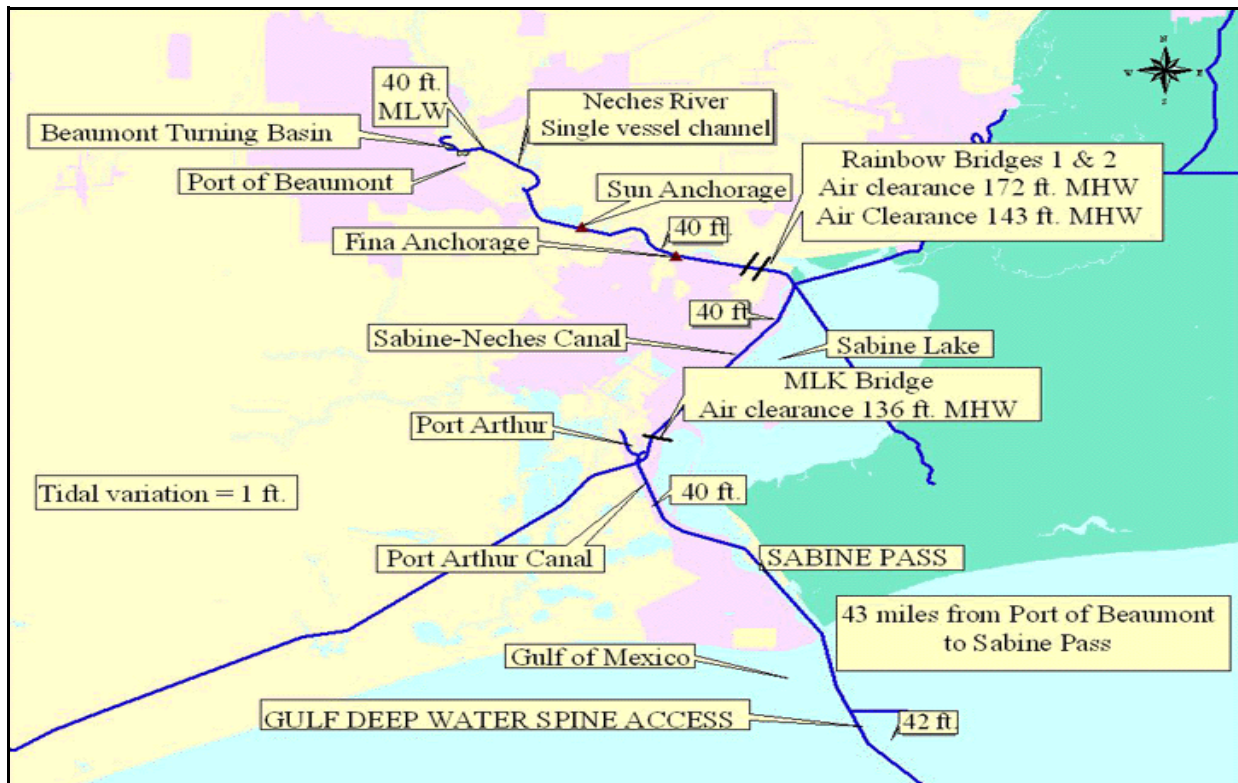 N
W
E
S
40 ft.
MLW
Neches River
Single vessel channel
Beaumont Turning Basin
Port of Beaumont
Rainbow Bridges 1 & 2
Air clearance 172 ft. MHW
Air Clearance 143 ft. MHW
Sun Anchorage
Fina Anchorage
40 ft.
40 ft
Sabine-Neches Canal
Sabine Lake
MLK Bridge
Air clearance 136 ft. MHW
Port Arthur
Tidal variation = 1 ft.
40 ft.
Port Arthur Canal
SABINE PASS
43 miles from Port of Beaumont
to Sabine Pass
Gulf of Mexico
GULF DEEP WATER SPINE ACCESS
42 ft.